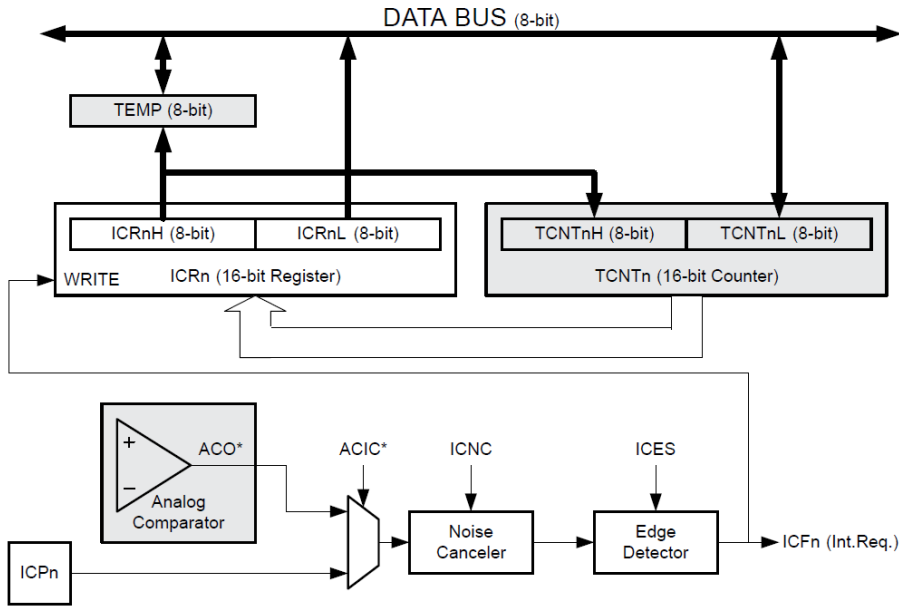 DATA BUS (8-bit)
TEMP (8-bit)
ICRnH (8-bit) ICRnL (8-bit) TCNTnH (8-bit) TCNTnL (8-bit)
WRITE ICRn (16-bit Register) TCNTn (16-bit Counter)
+
−
ACO* ACIC* ICNC ICES
Analog
Comparator
Noise
Canceler
Edge
Detector
ICFn (Int.Req.)
ICPn